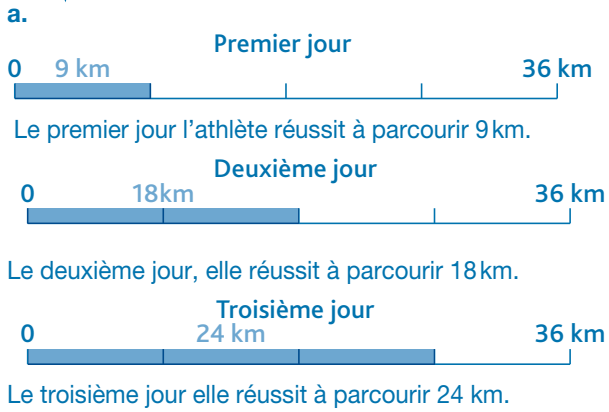 a.
Premier jour
0 9 km 36 km
Le premier jour l'athlète réussit à parcourir 9 km.
Deuxième jour
0 18 km 36 km
Le deuxième jour, elle réussit à parcourir 18 km.
Troisième jour
0 24 km 36 km
Le troisième jour elle réussit à parcourir 24 km.